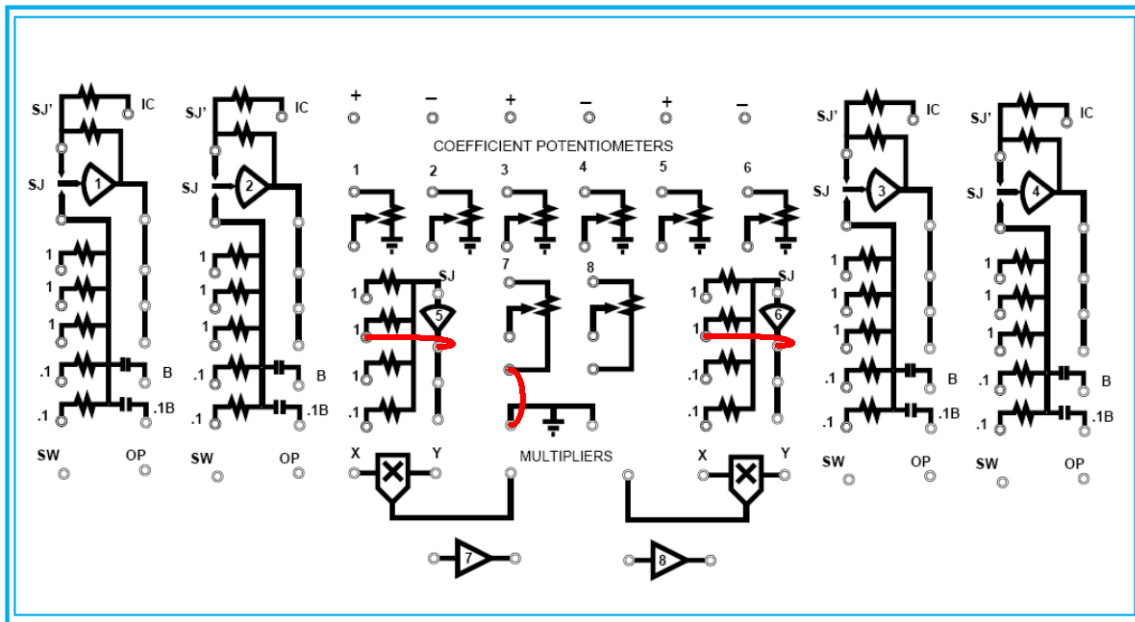 + − + − + −
SJ' IC SJ' IC SJ' IC SJ' IC
COEFFICIENT POTENTIOMETERS
1 2 3 4 5 6
SJ 1 SJ 2 SJ 3 SJ 4
7 8
SJ SJ
1 1 1 1 1 1
1 1 5 1 6 1 1 1
1 1 1 1
.1 B .1 .1 .1 B
.1 B .1 B
.1 .1B .1 .1B .1 .1 .1 .1B .1 .1B
SW OP SW OP X Y MULTIPLIERS X Y SW OP SW OP
7 8